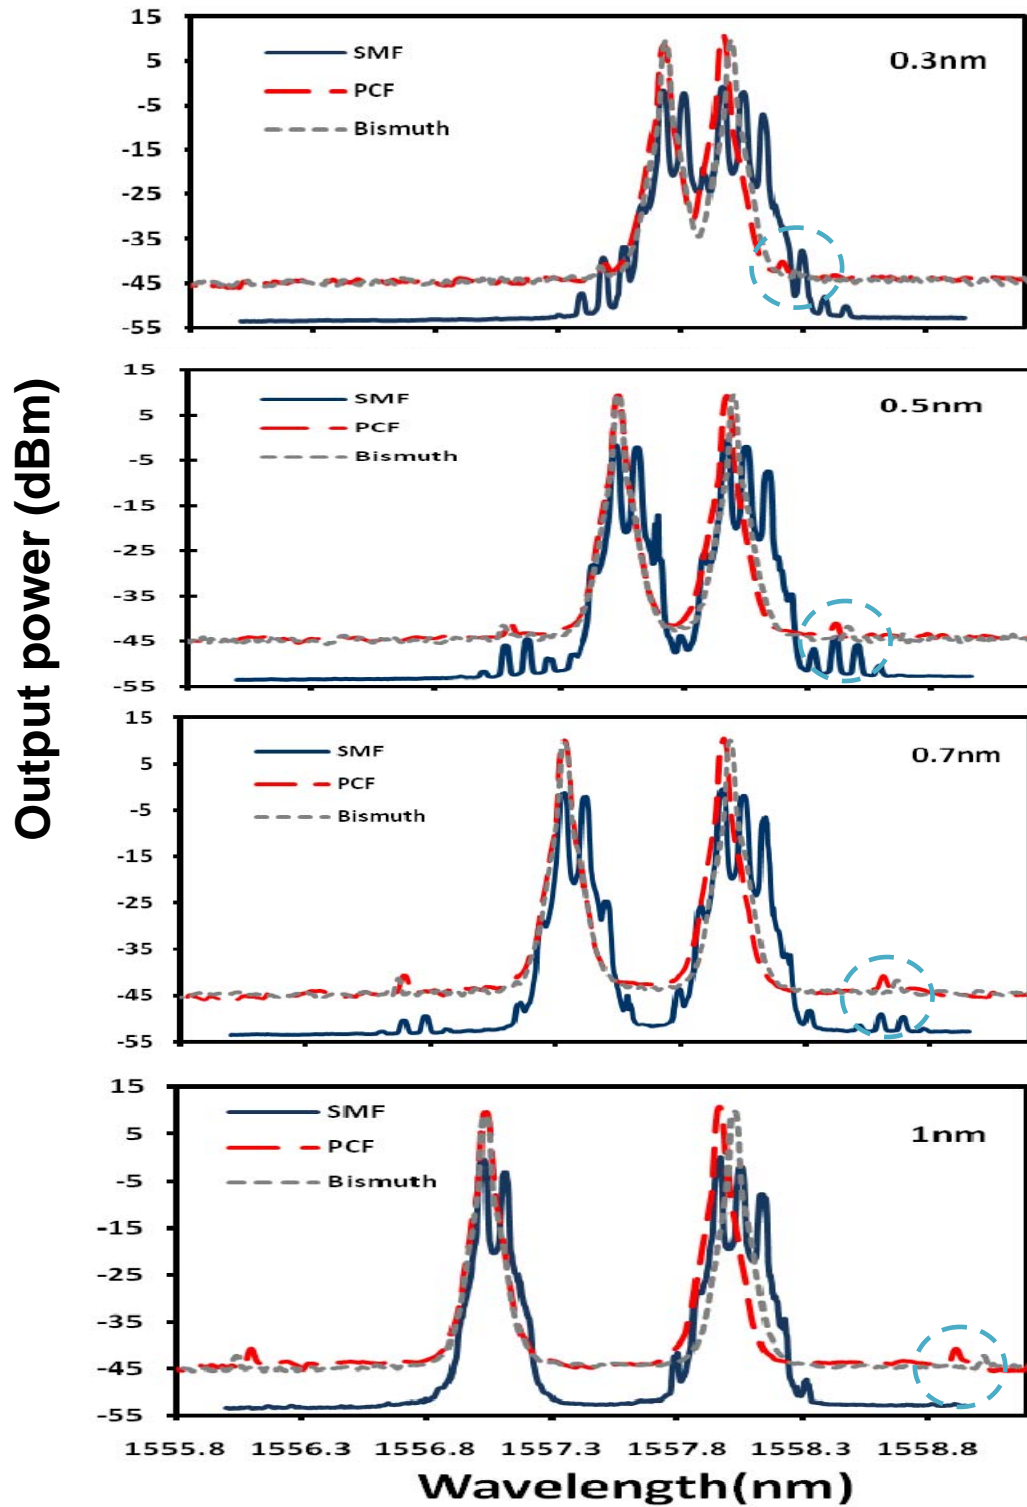 Output power (dBm)
15
5
-5
-15
-25
-35
-45
-55
SMF
PCF
Bismuth
0.3nm
15
5
-5
-15
-25
-35
-45
-55
SMF
PCF
Bismuth
0.5nm
15
5
-5
-15
-25
-35
-45
-55
SMF
PCF
Bismuth
0.7nm
15
5
-5
-15
-25
-35
-45
-55
SMF
PCF
Bismuth
1nm
1555.8 1556.3 1556.8 1557.3 1557.8 1558.3 1558.8
Wavelength(nm)